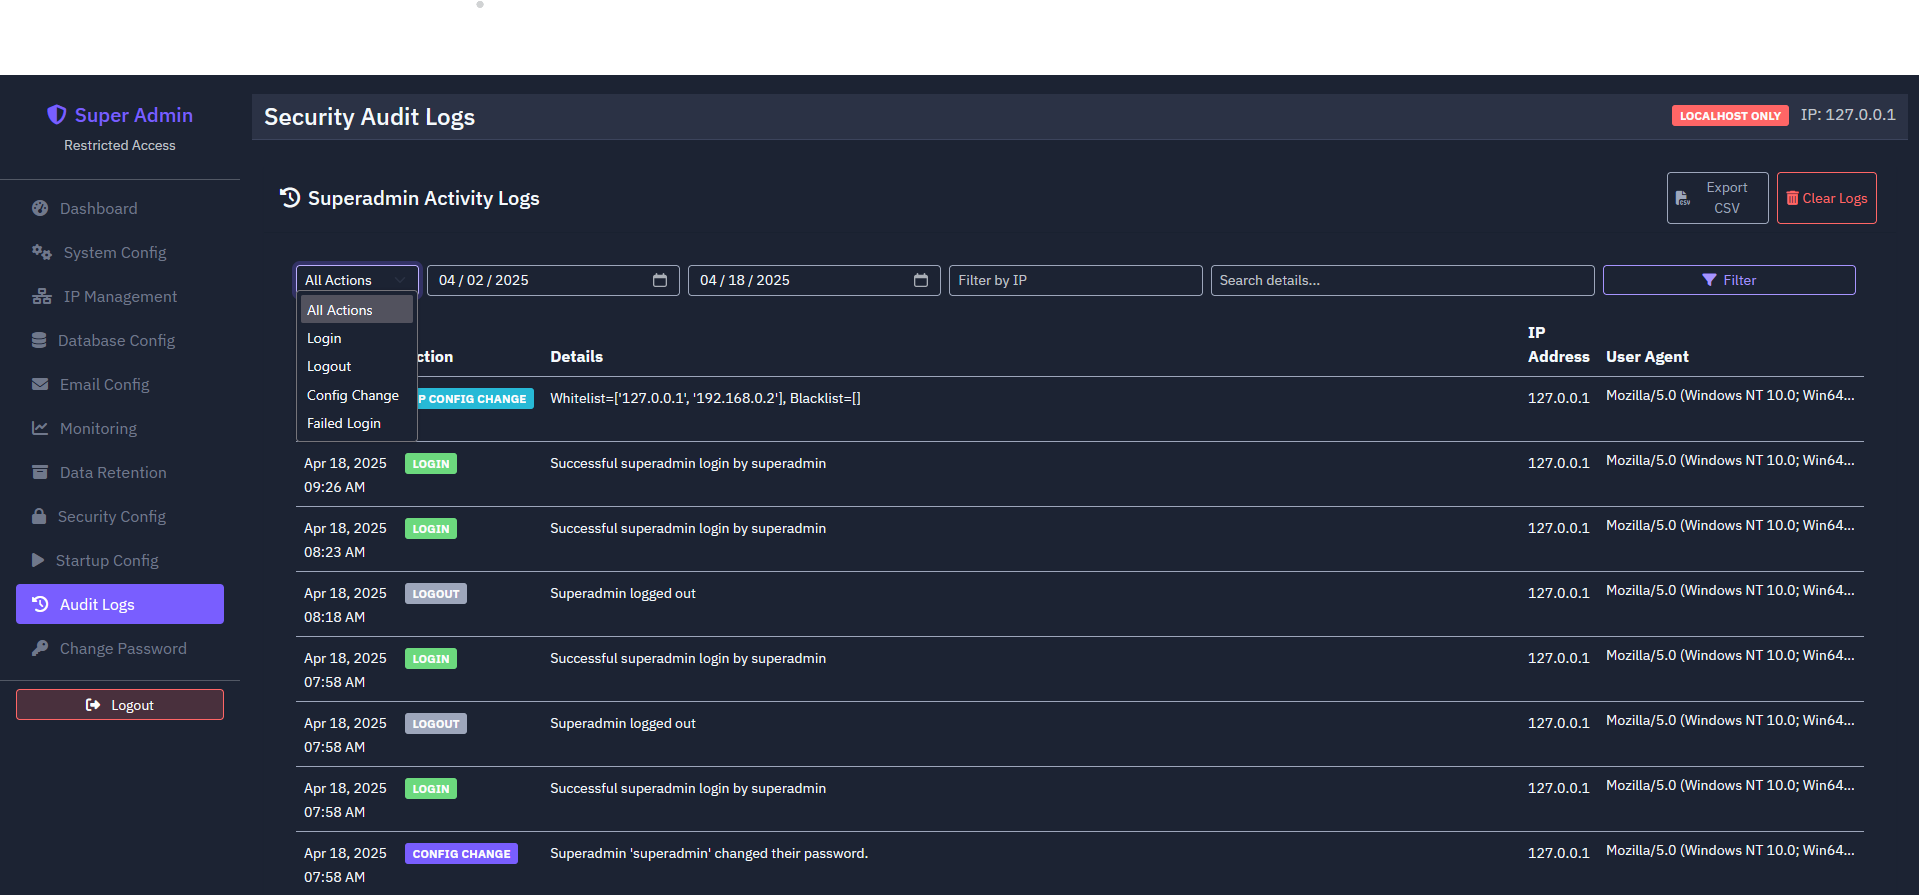 Super Admin
Restricted Access
Dashboard
System Config
IP Management
Database Config
Email Config
Monitoring
Data Retention
Security Config
Startup Config
Audit Logs
Change Password
Logout
Security Audit Logs
LOCALHOST ONLY IP: 127.0.0.1
Superadmin Activity Logs
Export
CSV
Clear Logs
All Actions 04 / 02 / 2025 04 / 18 / 2025 Filter by IP Search details... Filter
All Actions
Login
Logout
Config Change
Failed Login
ction Details IP
Address User Agent
P CONFIG CHANGE Whitelist=['127.0.0.1', '192.168.0.2'], Blacklist=[] 127.0.0.1 Mozilla/5.0 (Windows NT 10.0; Win64...
Apr 18, 2025 LOGIN Successful superadmin login by superadmin 127.0.0.1 Mozilla/5.0 (Windows NT 10.0; Win64...
09:26 AM
Apr 18, 2025 LOGIN Successful superadmin login by superadmin 127.0.0.1 Mozilla/5.0 (Windows NT 10.0; Win64...
08:23 AM
Apr 18, 2025 LOGOUT Superadmin logged out 127.0.0.1 Mozilla/5.0 (Windows NT 10.0; Win64...
08:18 AM
Apr 18, 2025 LOGIN Successful superadmin login by superadmin 127.0.0.1 Mozilla/5.0 (Windows NT 10.0; Win64...
07:58 AM
Apr 18, 2025 LOGOUT Superadmin logged out 127.0.0.1 Mozilla/5.0 (Windows NT 10.0; Win64...
07:58 AM
Apr 18, 2025 LOGIN Successful superadmin login by superadmin 127.0.0.1 Mozilla/5.0 (Windows NT 10.0; Win64...
07:58 AM
Apr 18, 2025 CONFIG CHANGE Superadmin 'superadmin' changed their password. 127.0.0.1 Mozilla/5.0 (Windows NT 10.0; Win64...
07:58 AM